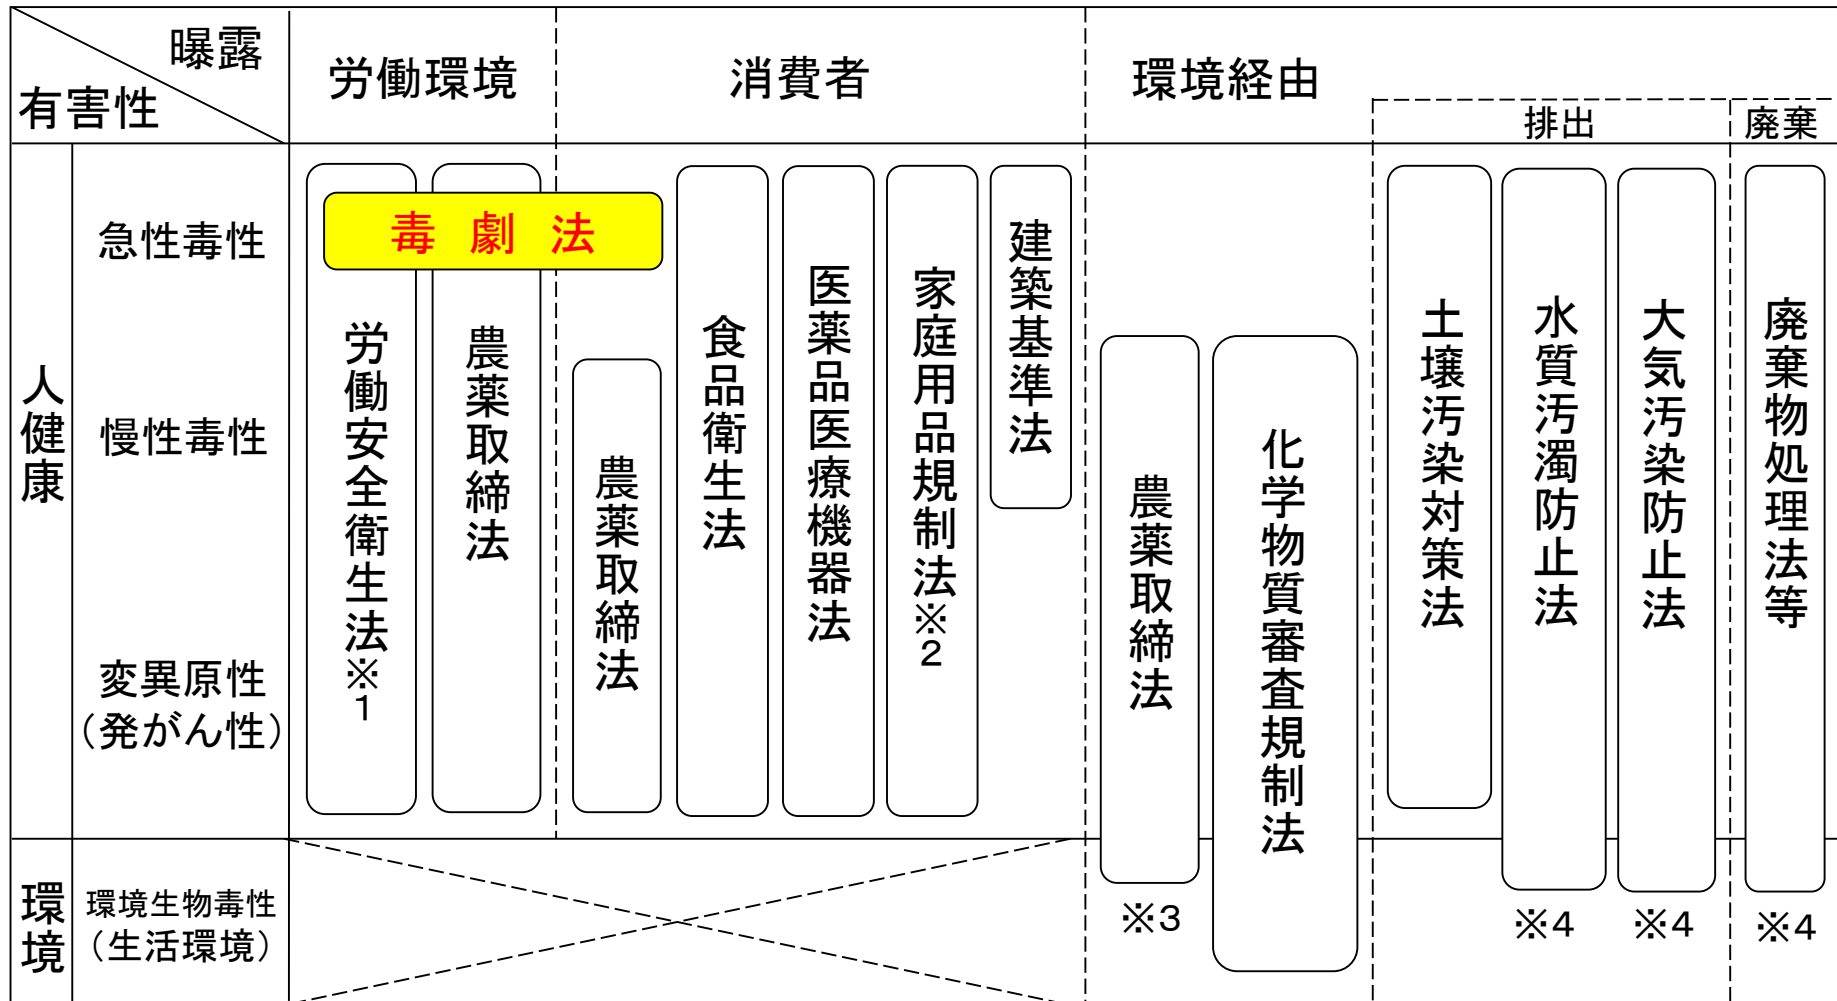 曝露
有害性
労働環境
消費者
環境経由
排出
廃棄
人健康
急性毒性
慢性毒性
変異原性
（発がん性）
環境
環境生物毒性
（生活環境）
毒劇法
労働安全衛生法※1
農薬取締法
農薬取締法
食品衛生法
医薬品医療機器法
家庭用品規制法※2
建築基準法
農薬取締法
※3
化学物質審査規制法
土壌汚染対策法
水質汚濁防止法
※4
大気汚染防止法
※4
廃棄物処理法等
※4